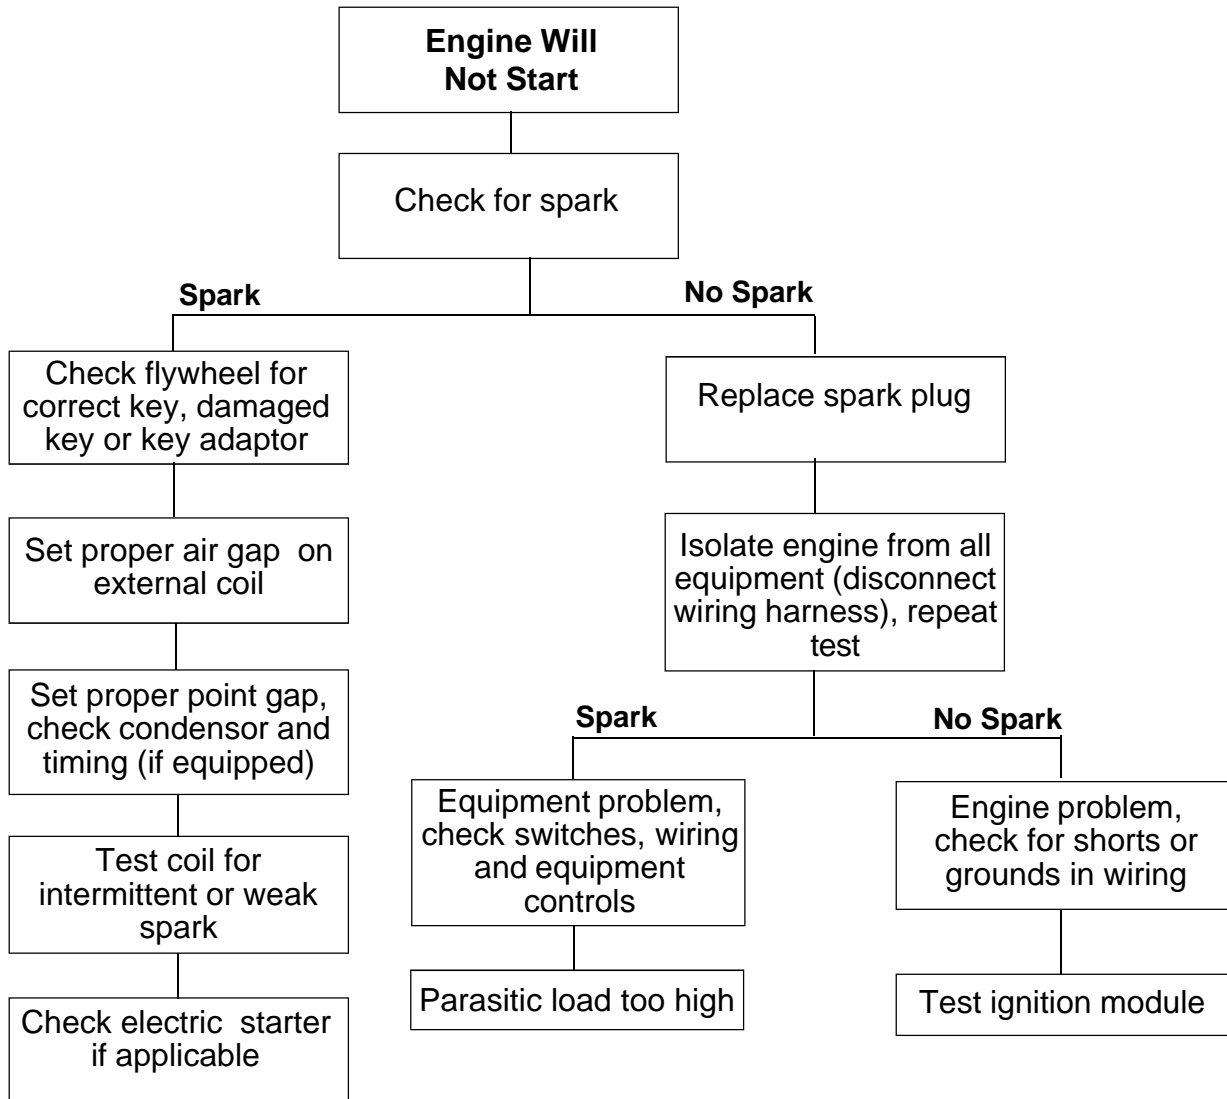 Engine Will
Not Start
Check for spark
Spark
No Spark
Check flywheel for
correct key, damaged
key or key adaptor
Set proper air gap  on
external coil
Set proper point gap,
check condensor and
timing (if equipped)
Test coil for
intermittent or weak
spark
Check electric  starter
if applicable
Replace spark plug
Isolate engine from all
equipment (disconnect
wiring harness), repeat
test
Spark
No Spark
Equipment problem,
check switches, wiring
and equipment
controls
Parasitic load too high
Engine problem,
check for shorts or
grounds in wiring
Test ignition module